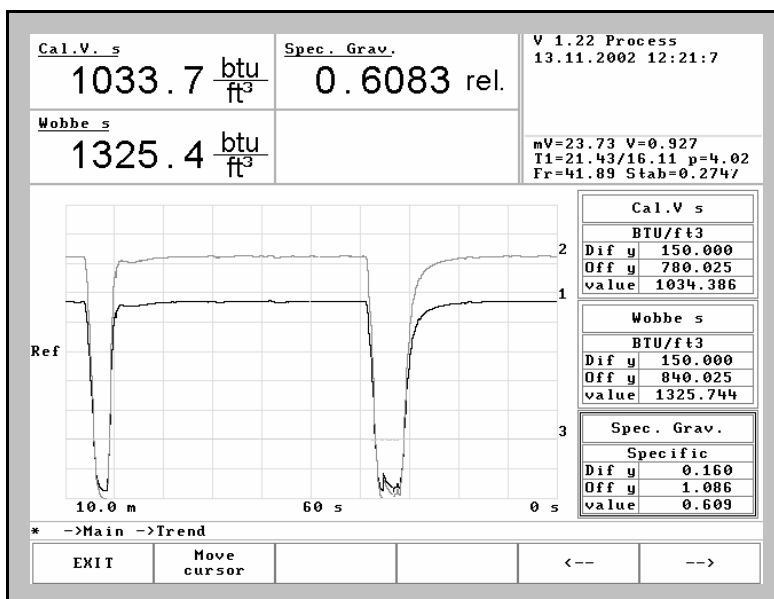 Cal.V. s
1033.7 btu/ft³
Spec. Grav.
0.6083 rel.
V 1.22 Process
13.11.2002 12:21:7
Wobbe s
1325.4 btu/ft³
mV=23.73 V=0.927
T1=21.43/16.11 p=4.02
Fr=41.89 Stab=0.2747
2
1
Ref
3
10.0 m
60 s
0 s
Cal.V s
BTU/ft3
Dif y 150.000
Off y 780.025
value 1034.386
Wobbe s
BTU/ft3
Dif y 150.000
Off y 840.025
value 1325.744
Spec. Grav.
Specific
Dif y 0.160
Off y 1.086
value 0.609
* ->Main ->Trend
EXIT
Move
cursor
<--
-->